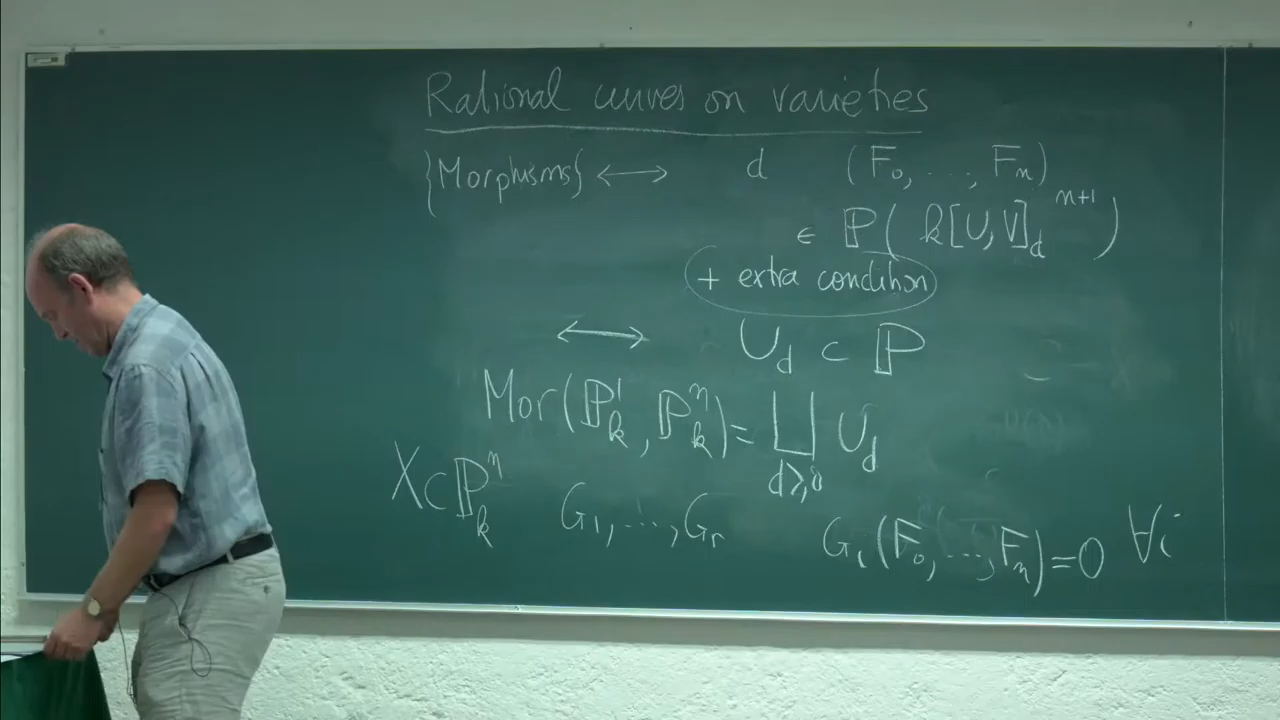 Rational curves on varieties
{Morphisms} ⟷ d (F₀, ..., Fₙ)
∈ ℙ( k[U,V]_d^{n+1} )
+ extra condition
⟷ U_d ⊂ ℙ
Mor(ℙ¹_k, ℙⁿ_k) = ∐_{d≥0} U_d
X ⊂ ℙⁿ_k G₁, ..., Gᵣ Gᵢ(F₀, ..., Fₙ) = 0 ∀i